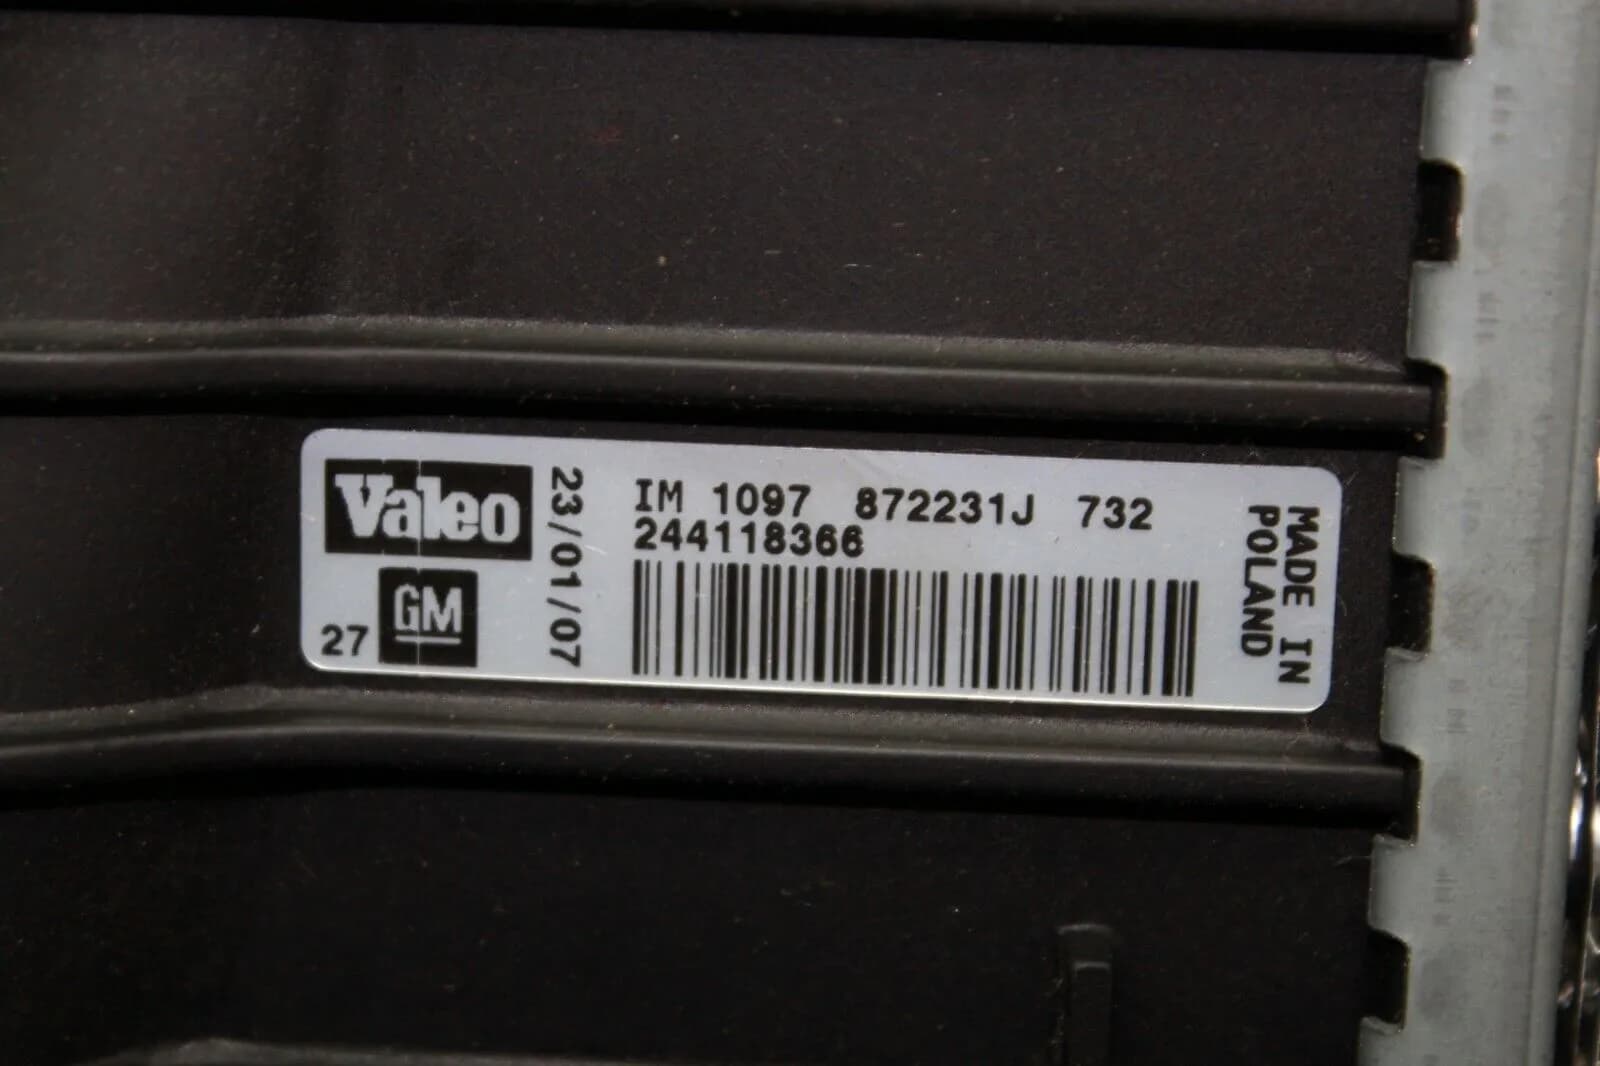 Valeo
GM
27
23/01/07
IM 1097 872231J 732
244118366
MADE IN
POLAND